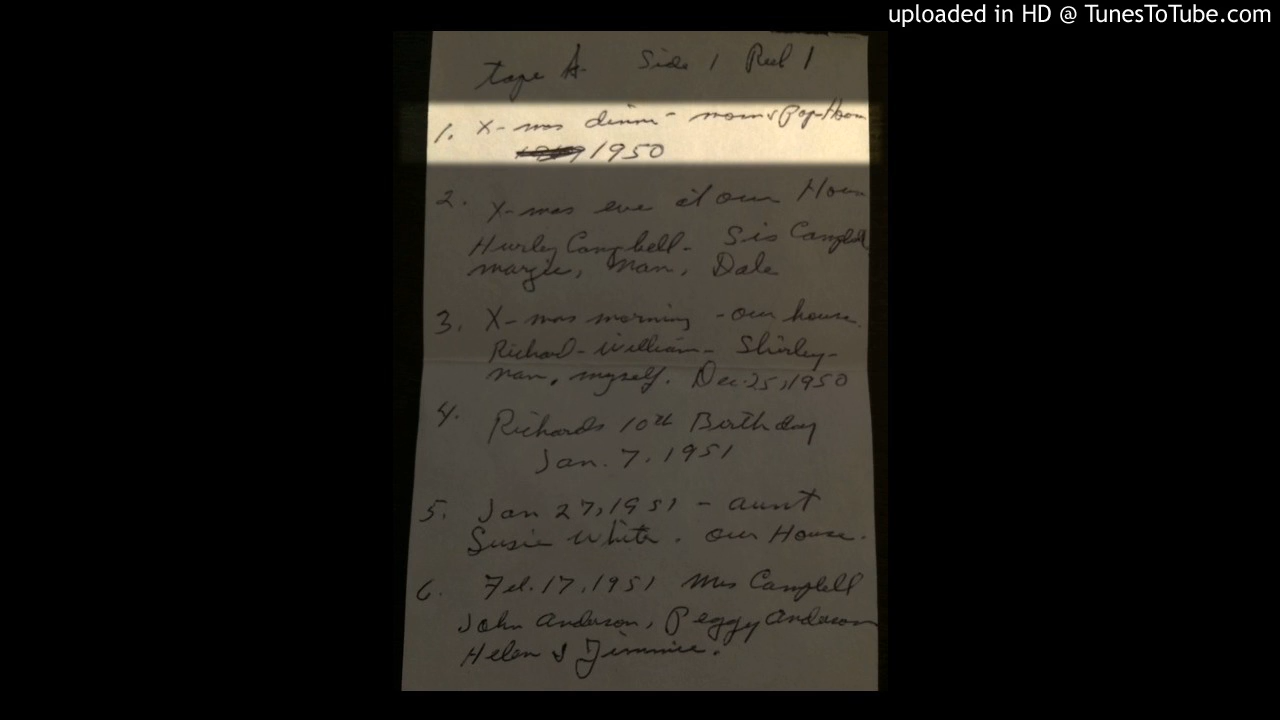 uploaded in HD @ TunesToTube.com
tape A Side 1 Reel 1
1. X-mas dinner - mom & Pop-Hom
1950
2. X-mas eve at our House
Hurley Campbell - Sis Campbell
margie, Nan, Dale
3. X-mas morning - our house.
Richard - William - Shirley -
nan, myself. Dec. 25, 1950
4. Richards 10th Birthday
Jan. 7. 1951
5. Jan 27, 1951 - aunt
Susie White. our House.
6. Feb. 17, 1951 Mrs Campbell
John Anderson, Peggy Anderson
Helen & Jimmie.